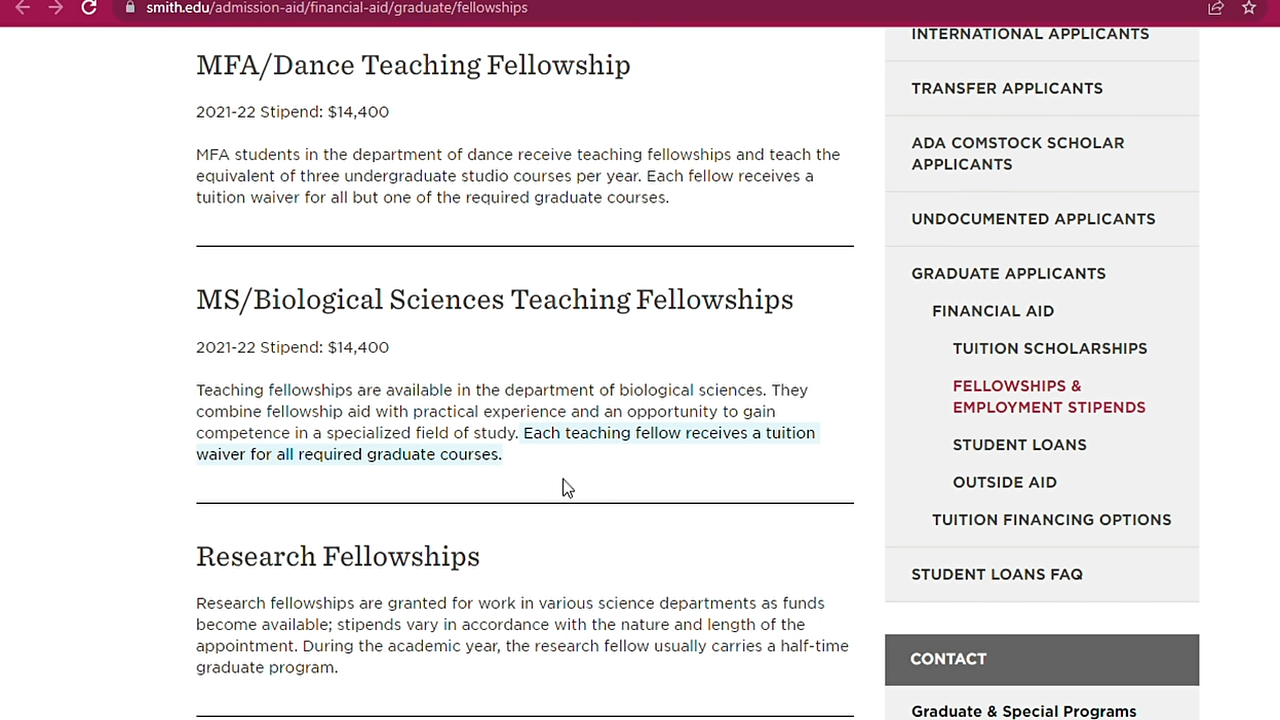 smith.edu/admission-aid/financial-aid/graduate/fellowships
MFA/Dance Teaching Fellowship
2021-22 Stipend: $14,400
MFA students in the department of dance receive teaching fellowships and teach the
equivalent of three undergraduate studio courses per year. Each fellow receives a
tuition waiver for all but one of the required graduate courses.
MS/Biological Sciences Teaching Fellowships
2021-22 Stipend: $14,400
Teaching fellowships are available in the department of biological sciences. They
combine fellowship aid with practical experience and an opportunity to gain
competence in a specialized field of study. Each teaching fellow receives a tuition
waiver for all required graduate courses.
Research Fellowships
Research fellowships are granted for work in various science departments as funds
become available; stipends vary in accordance with the nature and length of the
appointment. During the academic year, the research fellow usually carries a half-time
graduate program.
INTERNATIONAL APPLICANTS
TRANSFER APPLICANTS
ADA COMSTOCK SCHOLAR
APPLICANTS
UNDOCUMENTED APPLICANTS
GRADUATE APPLICANTS
FINANCIAL AID
TUITION SCHOLARSHIPS
FELLOWSHIPS &
EMPLOYMENT STIPENDS
STUDENT LOANS
OUTSIDE AID
TUITION FINANCING OPTIONS
STUDENT LOANS FAQ
CONTACT
Graduate & Special Programs